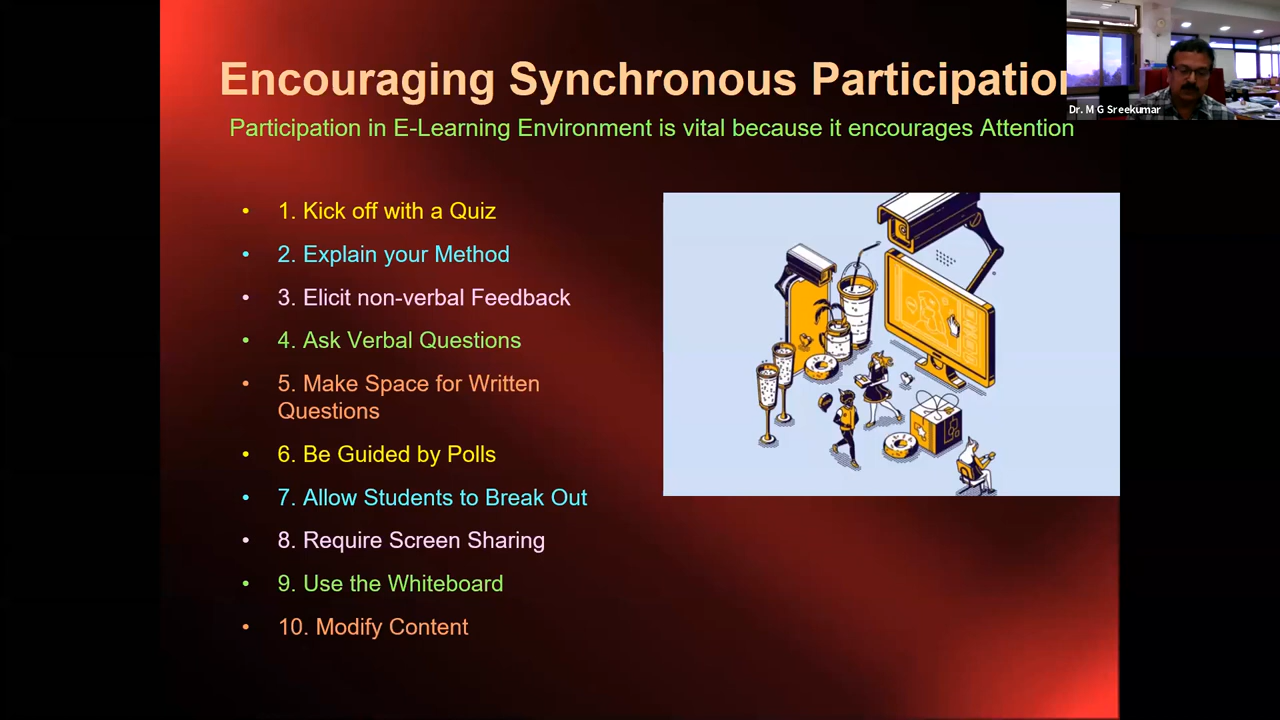 Encouraging Synchronous Participation
Dr. M G Sreekumar
Participation in E-Learning Environment is vital because it encourages Attention
• 1. Kick off with a Quiz
• 2. Explain your Method
• 3. Elicit non-verbal Feedback
• 4. Ask Verbal Questions
• 5. Make Space for Written
Questions
• 6. Be Guided by Polls
• 7. Allow Students to Break Out
• 8. Require Screen Sharing
• 9. Use the Whiteboard
• 10. Modify Content